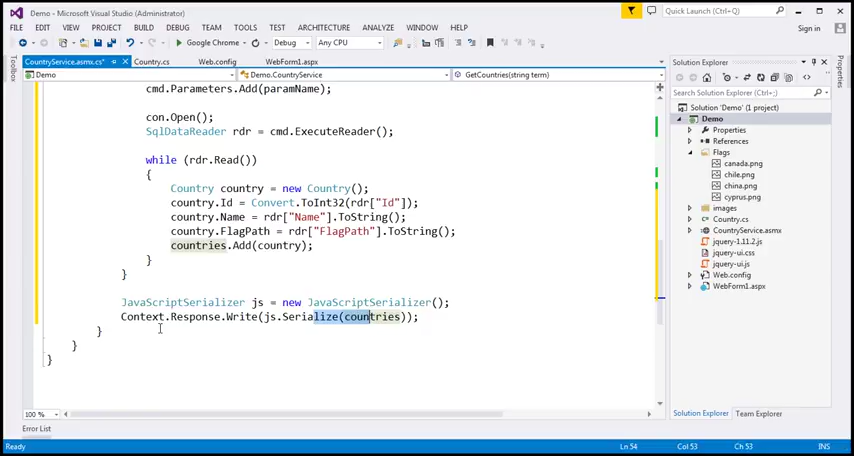 Demo - Microsoft Visual Studio (Administrator)
Quick Launch (Ctrl+Q)
FILE EDIT VIEW PROJECT BUILD DEBUG TEAM TOOLS TEST ARCHITECTURE ANALYZE WINDOW HELP
Sign in
Google Chrome Debug Any CPU
Toolbox
CountryService.asmx.cs Country.cs Web.config WebForm1.aspx
Demo Demo.CountryService GetCountries(string term)
cmd.Parameters.Add(paramName);
con.Open();
SqlDataReader rdr = cmd.ExecuteReader();
while (rdr.Read())
{
Country country = new Country();
country.Id = Convert.ToInt32(rdr["Id"]);
country.Name = rdr["Name"].ToString();
country.FlagPath = rdr["FlagPath"].ToString();
countries.Add(country);
}
}
JavaScriptSerializer js = new JavaScriptSerializer();
Context.Response.Write(js.Serialize(countries));
}
}
}
100 %
Error List
Solution Explorer
Search Solution Explorer (Ctrl+;)
Solution 'Demo' (1 project)
Demo
Properties
References
Flags
canada.png
chile.png
china.png
cyprus.png
images
Country.cs
CountryService.asmx
jquery-1.11.2.js
jquery-ui.css
jquery-ui.js
Web.config
WebForm1.aspx
Solution Explorer Team Explorer
Properties
Ready Ln 54 Col 53 Ch 53 INS